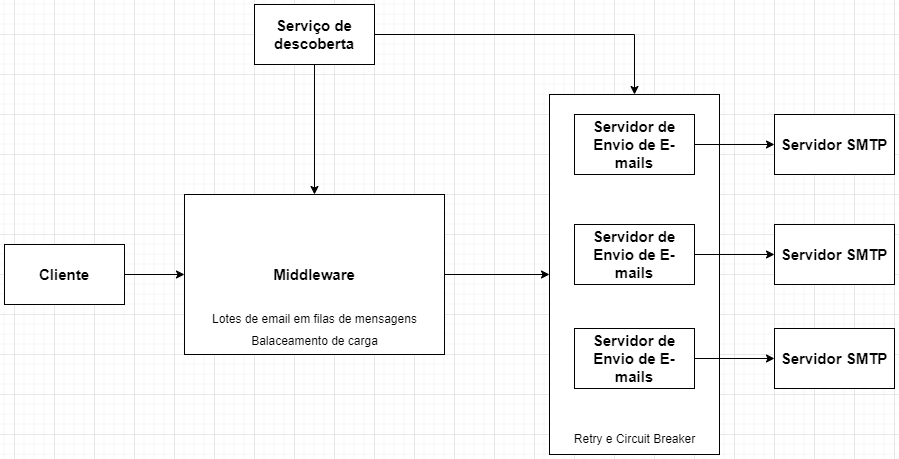 Serviço de
descoberta
Servidor de
Envio de E-
mails
Servidor SMTP
Servidor de
Envio de E-
mails
Servidor SMTP
Cliente
Middleware
Lotes de email em filas de mensagens
Balaceamento de carga
Servidor de
Envio de E-
mails
Servidor SMTP
Retry e Circuit Breaker